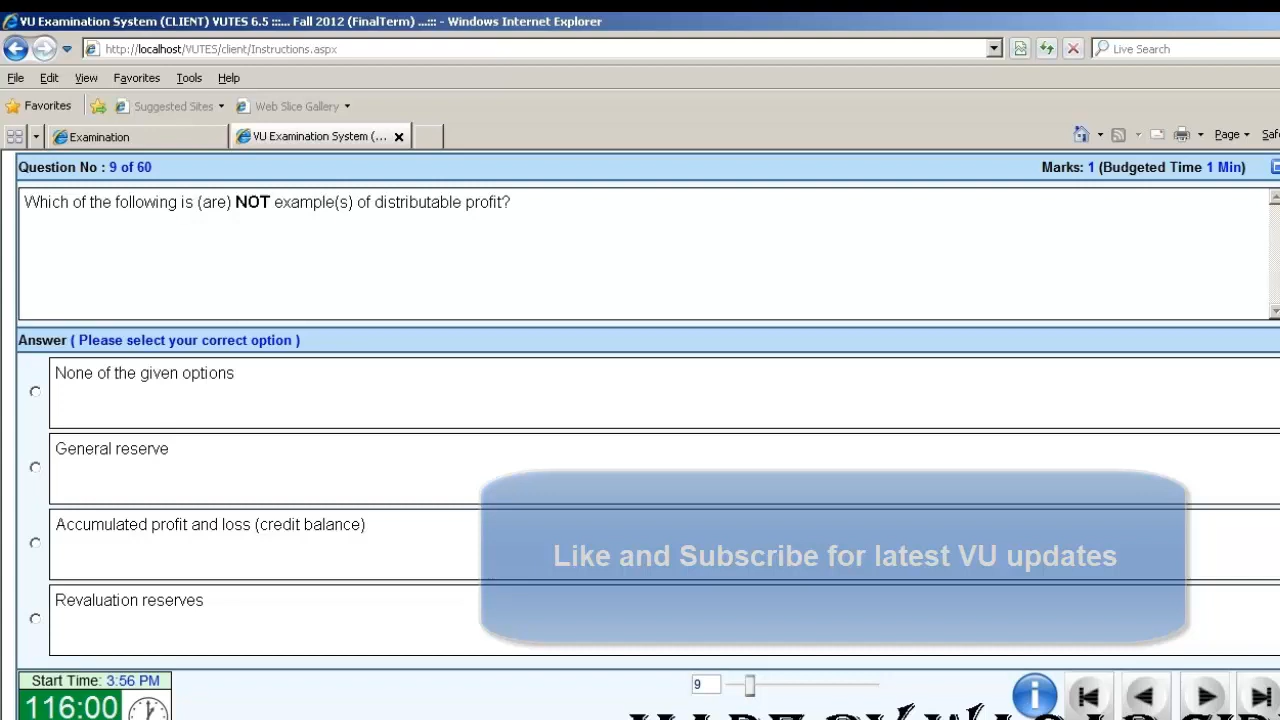 VU Examination System (CLIENT) VUTES 6.5 :::... Fall 2012 (FinalTerm) ...::: - Windows Internet Explorer
http://localhost/VUTES/client/Instructions.aspx
Live Search
File Edit View Favorites Tools Help
Favorites Suggested Sites Web Slice Gallery
Examination VU Examination System (... Page
Question No : 9 of 60 Marks: 1 (Budgeted Time 1 Min)
Which of the following is (are) NOT example(s) of distributable profit?
Answer ( Please select your correct option )
None of the given options
General reserve
Accumulated profit and loss (credit balance)
Like and Subscribe for latest VU updates
Revaluation reserves
Start Time: 3:56 PM
9
116:00